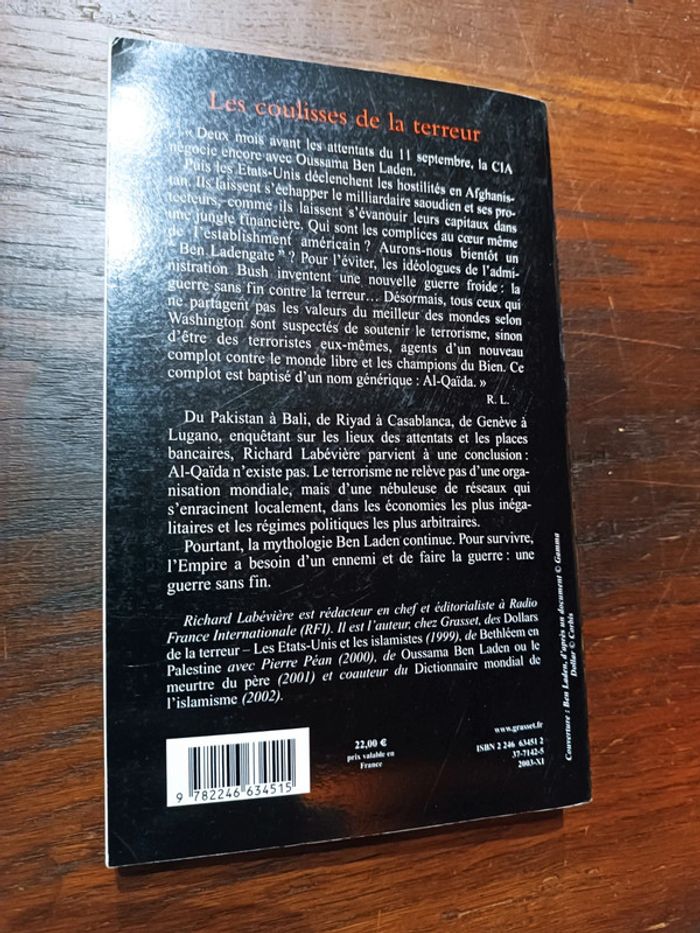 Les coulisses de la terreur
« Deux mois avant les attentats du 11 septembre, la CIA
négocie encore avec Oussama Ben Laden.
Puis les Etats-Unis déclenchent les hostilités en Afghanis-
tan. Ils laissent s'échapper le milliardaire saoudien et ses pro-
tecteurs, comme ils laissent s'évanouir leurs capitaux dans
une jungle financière. Qui sont les complices au cœur même
de l'establishment américain ? Aurons-nous bientôt un
" Ben Ladengate " ? Pour l'éviter, les idéologues de l'admi-
nistration Bush inventent une nouvelle guerre froide : la
guerre sans fin contre la terreur... Désormais, tous ceux qui
ne partagent pas les valeurs du meilleur des mondes selon
Washington sont suspectés de soutenir le terrorisme, sinon
d'être des terroristes eux-mêmes, agents d'un nouveau
complot contre le monde libre et les champions du Bien. Ce
complot est baptisé d'un nom générique : Al-Qaïda. »
R. L.
Du Pakistan à Bali, de Riyad à Casablanca, de Genève à
Lugano, enquêtant sur les lieux des attentats et les places
bancaires, Richard Labévière parvient à une conclusion :
Al-Qaïda n'existe pas. Le terrorisme ne relève pas d'une orga-
nisation mondiale, mais d'une nébuleuse de réseaux qui
s'enracinent localement, dans les économies les plus inéga-
litaires et les régimes politiques les plus arbitraires.
Pourtant, la mythologie Ben Laden continue. Pour survivre,
l'Empire a besoin d'un ennemi et de faire la guerre : une
guerre sans fin.
Richard Labévière est rédacteur en chef et éditorialiste à Radio
France Internationale (RFI). Il est l'auteur, chez Grasset, des Dollars
de la terreur – Les Etats-Unis et les islamistes (1999), de Bethléem en
Palestine avec Pierre Péan (2000), de Oussama Ben Laden ou le
meurtre du père (2001) et coauteur du Dictionnaire mondial de
l'islamisme (2002).
Couverture : Ben Laden, d'après un document © Gamma
Dollar © Corbis
www.grasset.fr
22,00 €
prix valable en
France
ISBN 2 246 63451 2
37-7142-5
2003-XI
9 782246 634515